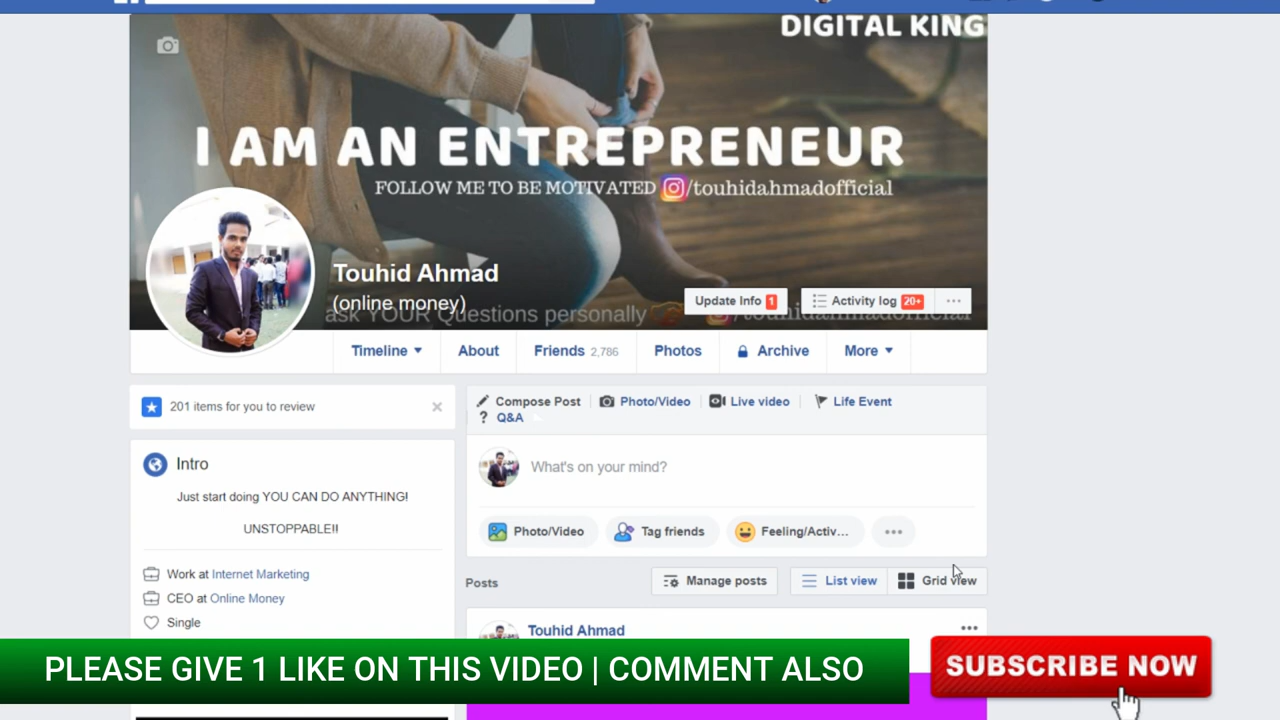 DIGITAL KING
I AM AN ENTREPRENEUR
FOLLOW ME TO BE MOTIVATED /touhidahmadofficial
Touhid Ahmad
(online money)
Update Info 1
Activity log 20+
ask YOUR Questions personally /touhidahmadofficial
Timeline
About
Friends 2,786
Photos
Archive
More
201 items for you to review
Compose Post
Photo/Video
Live video
Life Event
Q&A
Intro
Just start doing YOU CAN DO ANYTHING!
UNSTOPPABLE!!
What's on your mind?
Photo/Video
Tag friends
Feeling/Activ...
Work at Internet Marketing
CEO at Online Money
Single
Posts
Manage posts
List view
Grid view
Touhid Ahmad
PLEASE GIVE 1 LIKE ON THIS VIDEO | COMMENT ALSO
SUBSCRIBE NOW